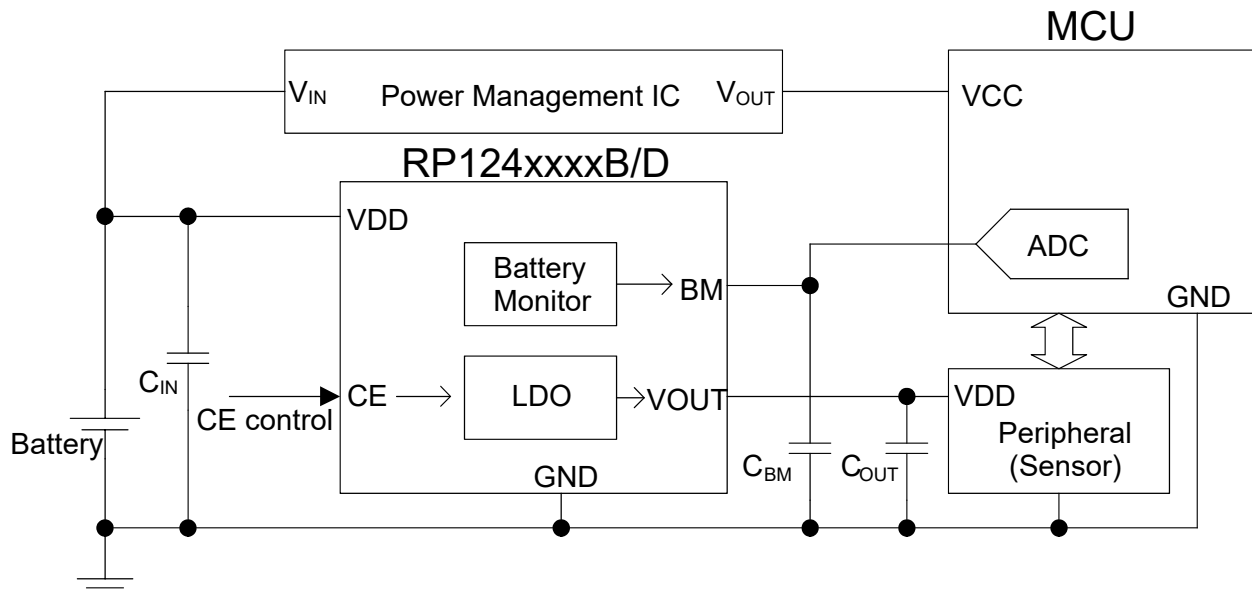 MCU
VIN
Power Management IC
VOUT
VCC
RP124xxxxB/D
VDD
Battery
Monitor
BM
ADC
GND
CIN
CE
LDO
VOUT
VDD
CE control
Battery
Peripheral
(Sensor)
CBM
COUT
GND